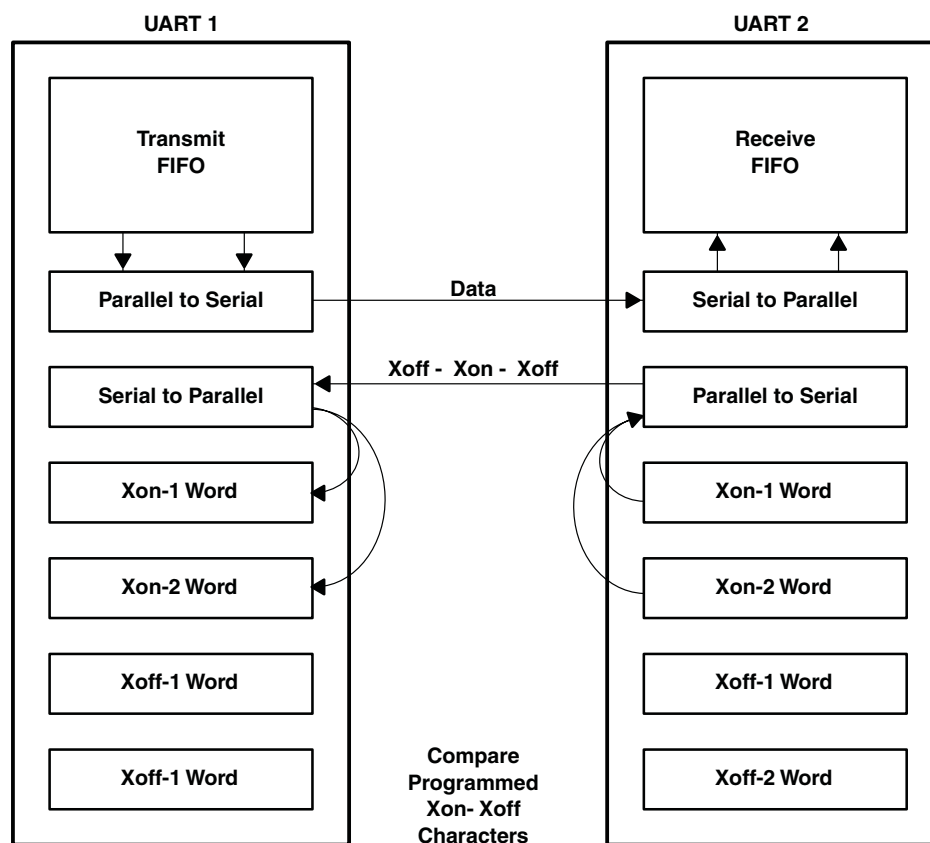 UART 1
UART 2
Transmit
FIFO
Receive
FIFO
Parallel to Serial
Data
Serial to Parallel
Xoff - Xon - Xoff
Serial to Parallel
Parallel to Serial
Xon-1 Word
Xon-1 Word
Xon-2 Word
Xon-2 Word
Xoff-1 Word
Xoff-1 Word
Xoff-1 Word
Compare
Programmed
Xon- Xoff
Characters
Xoff-2 Word